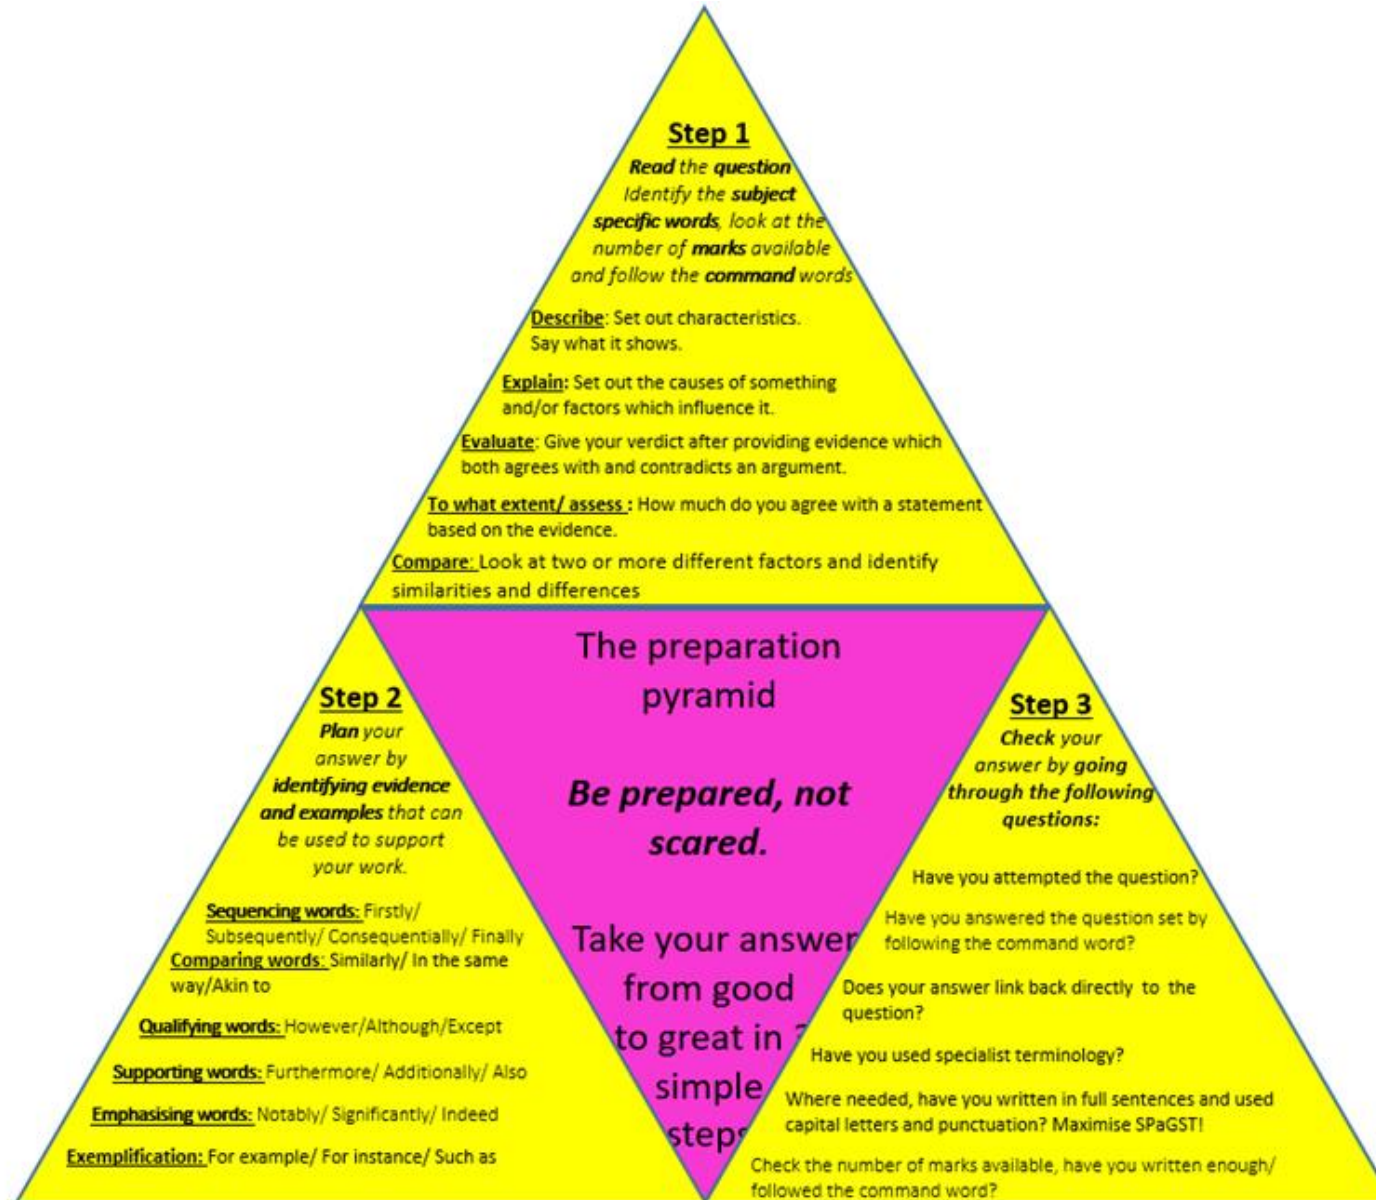 Step 1
Read the question
Identify the subject
specific words, look at the
number of marks available
and follow the command words
Describe: Set out characteristics.
Say what it shows.
Explain: Set out the causes of something
and/or factors which influence it.
Evaluate: Give your verdict after providing evidence which
both agrees with and contradicts an argument.
To what extent/ assess : How much do you agree with a statement
based on the evidence.
Compare: Look at two or more different factors and identify
similarities and differences
The preparation
pyramid
Be prepared, not
scared.
Take your answer
from good
to great in
simple
steps
Step 2
Plan your
answer by
identifying evidence
and examples that can
be used to support
your work.
Sequencing words: Firstly/
Subsequently/ Consequentially/ Finally
Comparing words: Similarly/ In the same
way/Akin to
Qualifying words: However/Although/Except
Supporting words: Furthermore/ Additionally/ Also
Emphasising words: Notably/ Significantly/ Indeed
Exemplification: For example/ For instance/ Such as
Step 3
Check your
answer by going
through the following
questions:
Have you attempted the question?
Have you answered the question set by
following the command word?
Does your answer link back directly to the
question?
Have you used specialist terminology?
Where needed, have you written in full sentences and used
capital letters and punctuation? Maximise SPaGST!
Check the number of marks available, have you written enough/
followed the command word?